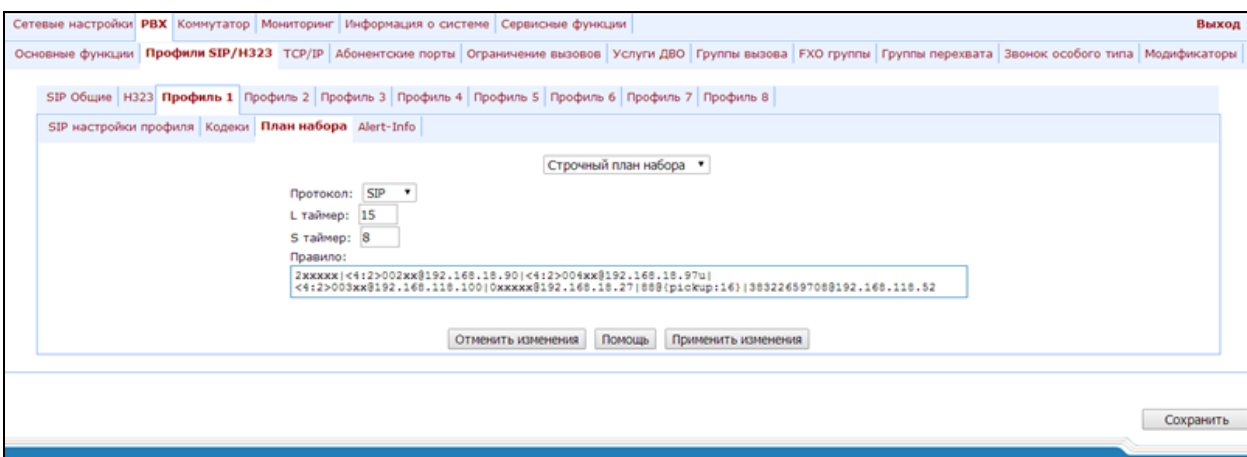 Сетевые настройки PBX Коммутатор Мониторинг Информация о системе Сервисные функции Выход
Основные функции Профили SIP/H323 TCP/IP Абонентские порты Ограничение вызовов Услуги ДВО Группы вызова FXO группы Группы перехвата Звонок особого типа Модификаторы
SIP Общие H323 Профиль 1 Профиль 2 Профиль 3 Профиль 4 Профиль 5 Профиль 6 Профиль 7 Профиль 8
SIP настройки профиля Кодеки План набора Alert-Info
Строчный план набора
Протокол: SIP
L таймер: 15
S таймер: 8
Правило:
2xxxxx|<4:2>002xx@192.168.18.90|<4:2>004xx@192.168.18.97u|
<4:2>003xx@192.168.118.100|0xxxxx@192.168.18.27|88@{pickup:16}|38322659708@192.168.118.52
Отменить изменения Помощь Применить изменения
Сохранить